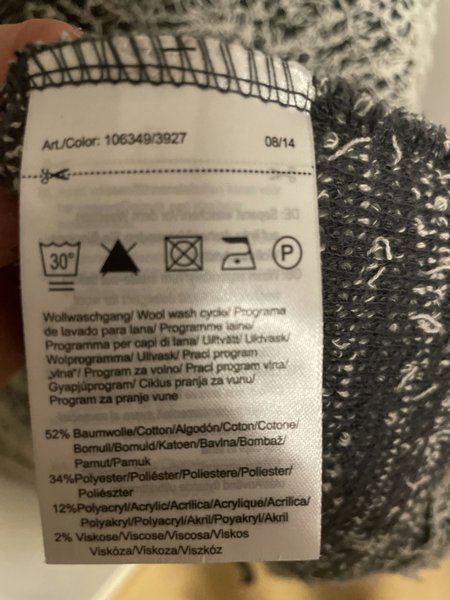 Art./Color: 106349/3927 08/14
30°
P
Wollwaschgang/ Wool wash cycle/ Programa
de lavado para lana/ Programme laine/
Programma per capi di lana/ Ulltvätt/ Uldvask/
Wolprogramma/ Ullvask/ Prací program
„vlna"/ Program za volno/ Prací program „vlna"/
Gyapjúprogram/ Ciklus pranja za vunu/
Program za pranje vune
52% Baumwolle/Cotton/Algodón/Coton/Cotone/
Bomull/Bomuld/Katoen/Bavlna/Bombaž/
Pamut/Pamuk
34%Polyester/Poliéster/Poliestere/Poliester/
Poliészter
12%Polyacryl/Acrylic/Acrílica/Acrylique/Acrilica/
Polyakryl/Polyacryl/Akril/Poyakryl/Akril
2% Viskose/Viscose/Viscosa/Viskos
Viskóza/Viskoza/Viszkóz